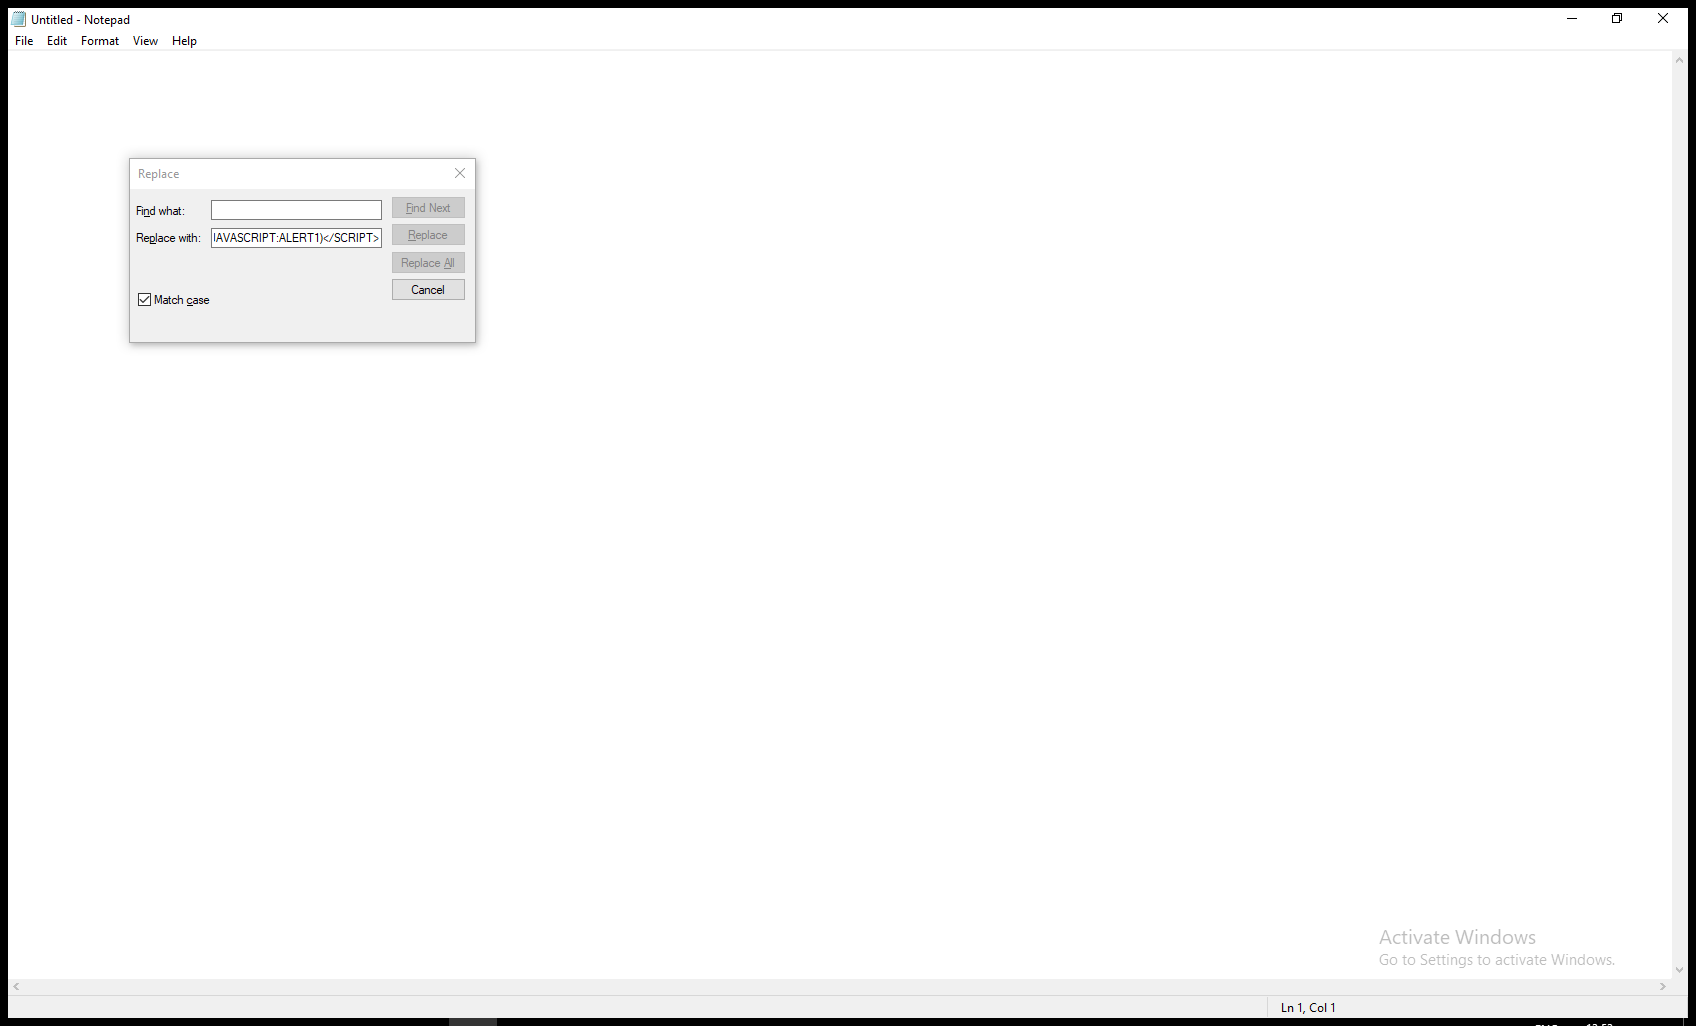 Untitled - Notepad
File Edit Format View Help
Replace
Find what:
Find Next
Replace with:
AVASCRIPT:ALERT1)</SCRIPT>
Replace
Replace All
Cancel
Match case
Activate Windows
Go to Settings to activate Windows.
Ln 1, Col 1